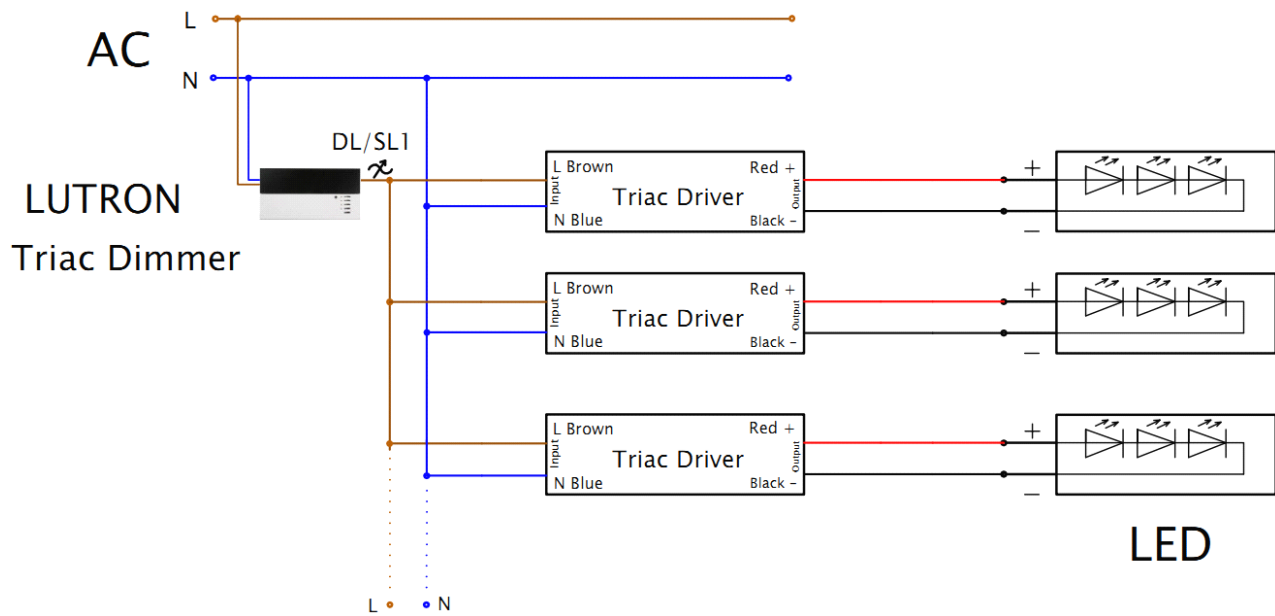 L
AC
N
DL/SL1
LUTRON
Triac Dimmer
L Brown
Red +
Input
Triac Driver
Output
N Blue
Black -
+
_
L Brown
Red +
Input
Triac Driver
Output
N Blue
Black -
+
_
L Brown
Red +
Input
Triac Driver
Output
N Blue
Black -
+
_
LED
L
N